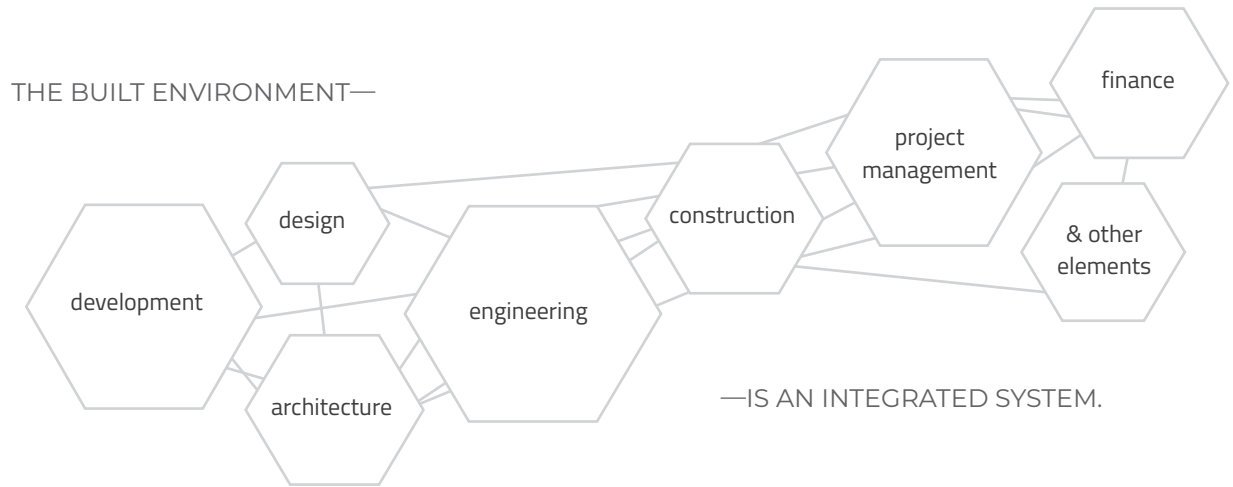 THE BUILT ENVIRONMENT—
development
design
architecture
engineering
construction
project
management
finance
& other
elements
—IS AN INTEGRATED SYSTEM.